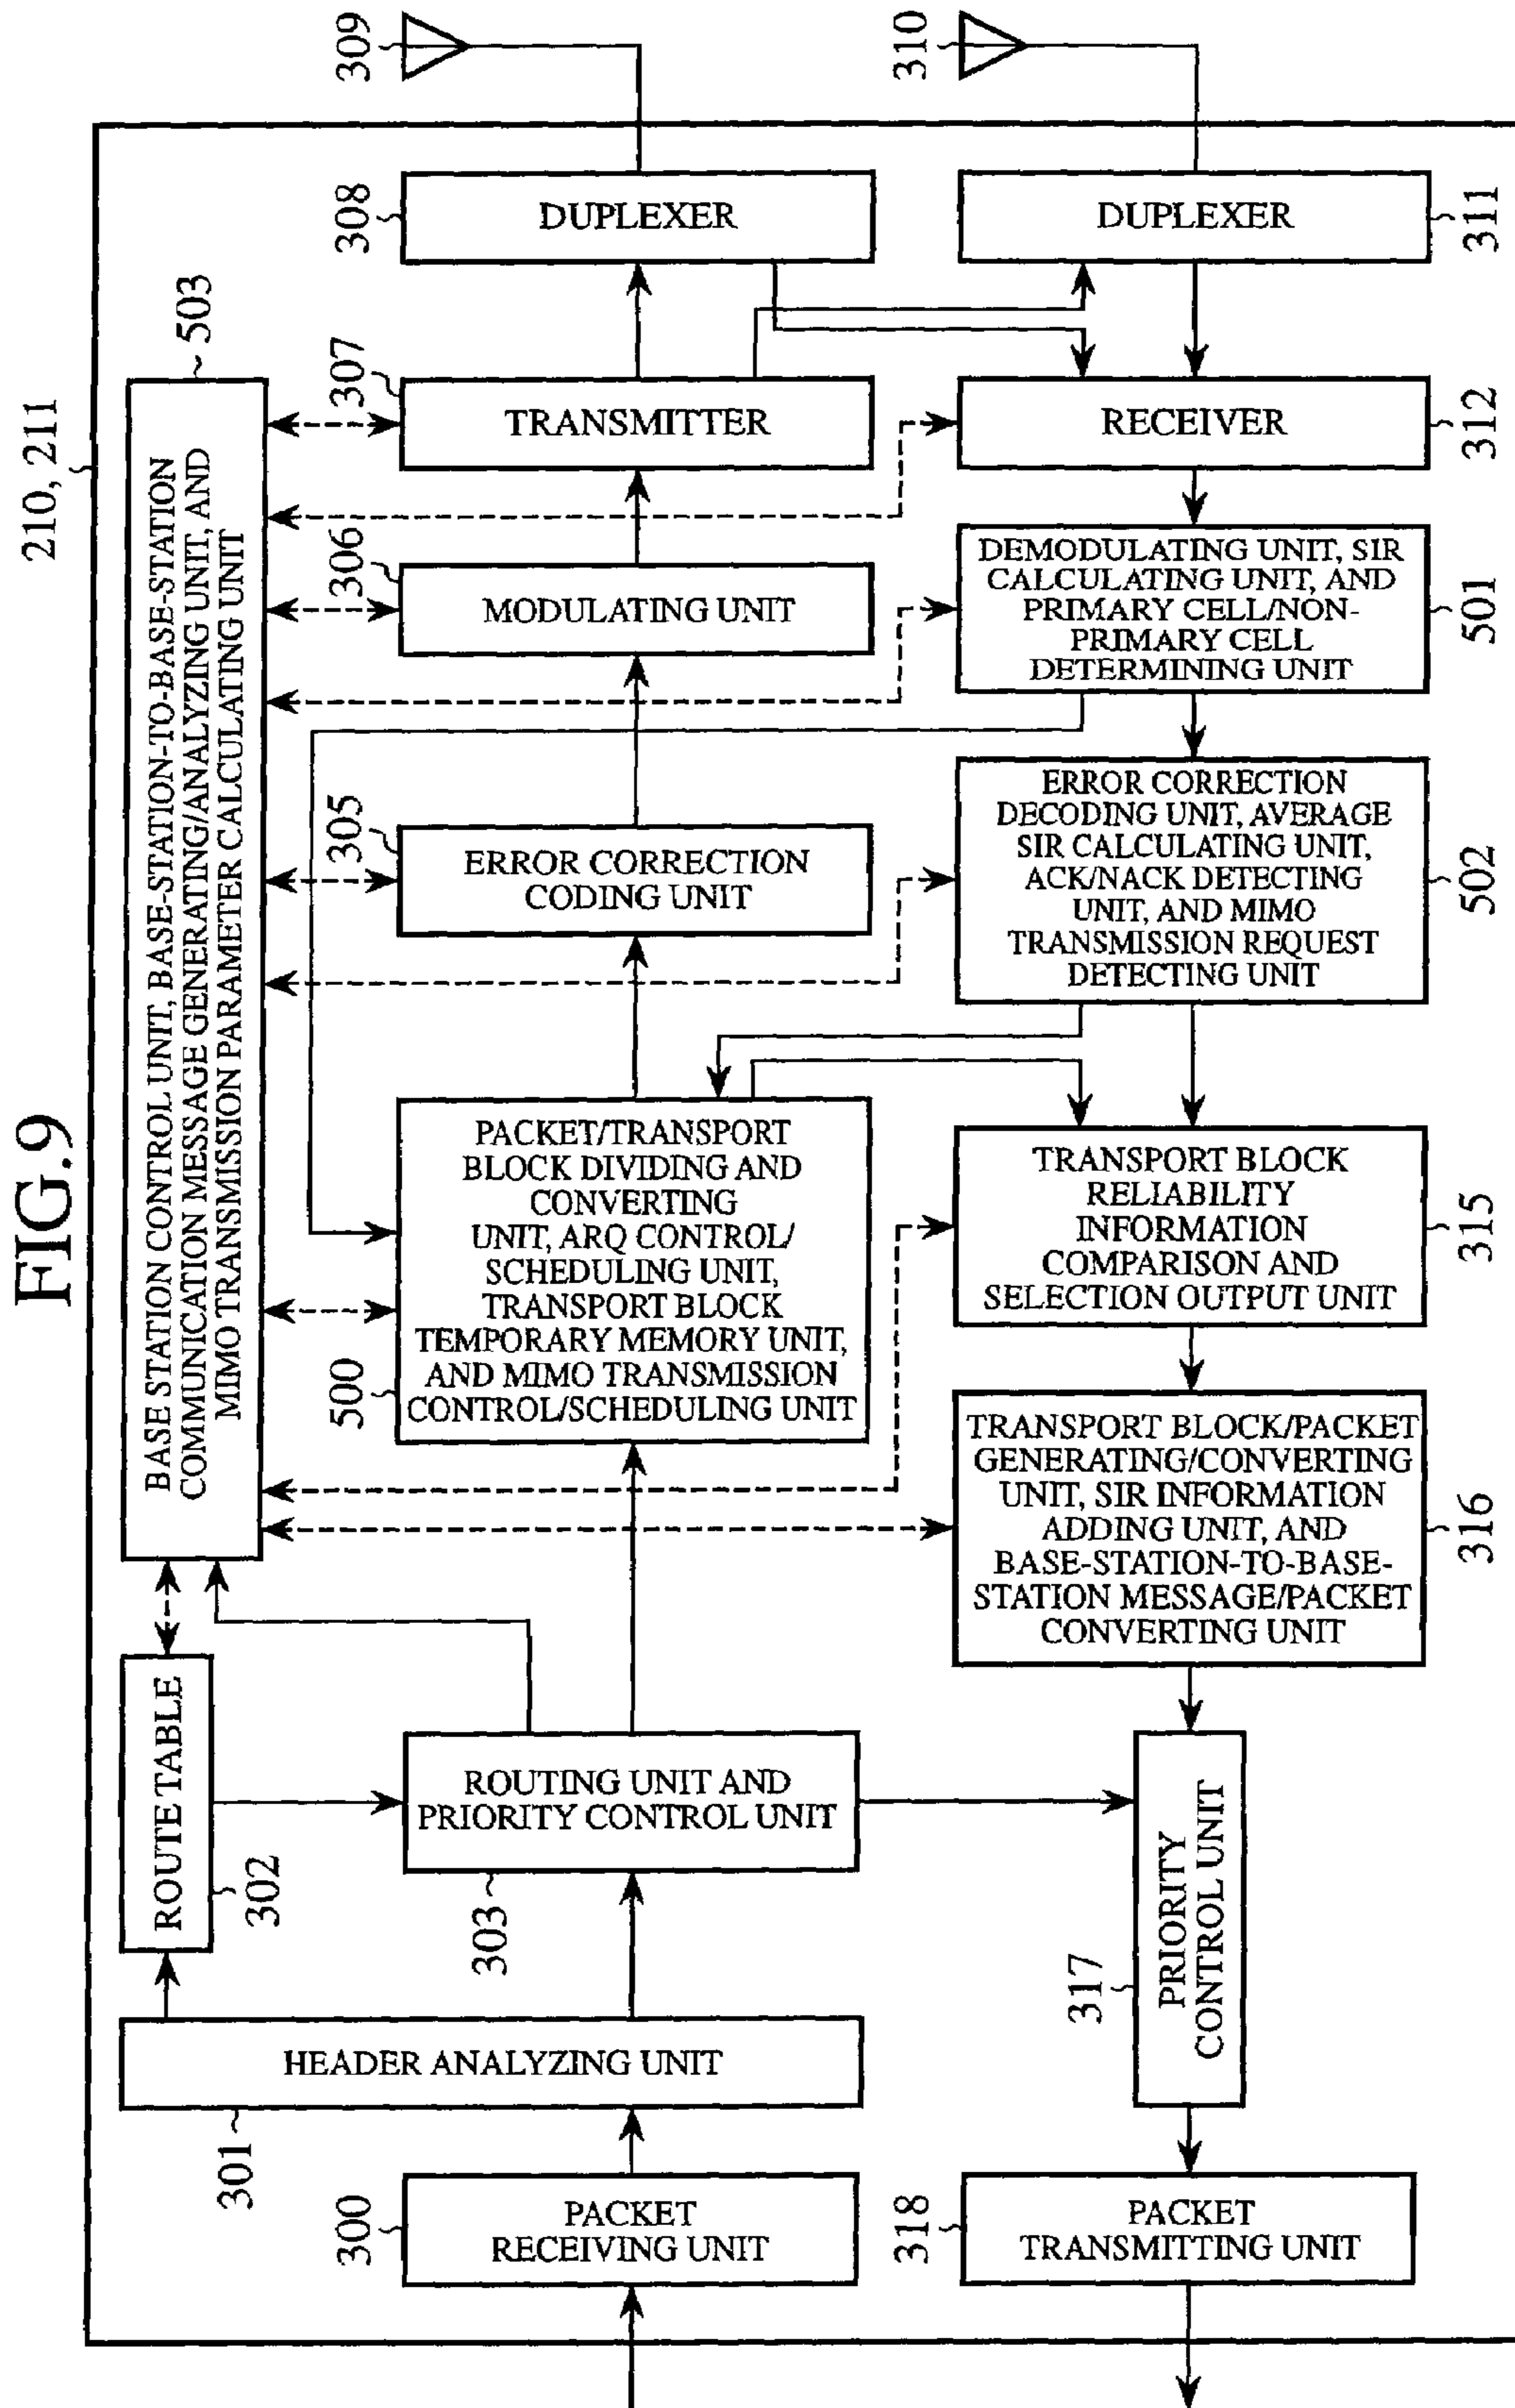 FIG.9
210, 211
BASE STATION CONTROL UNIT, BASE-STATION-TO-BASE-STATION
COMMUNICATION MESSAGE GENERATING/ANALYZING UNIT, AND
MIMO TRANSMISSION PARAMETER CALCULATING UNIT
503
309
310
308
DUPLEXER
DUPLEXER
311
307
TRANSMITTER
RECEIVER
312
306
MODULATING UNIT
DEMODULATING UNIT, SIR
CALCULATING UNIT, AND
PRIMARY CELL/NON-
PRIMARY CELL
DETERMINING UNIT
501
305
ERROR CORRECTION
CODING UNIT
ERROR CORRECTION
DECODING UNIT, AVERAGE
SIR CALCULATING UNIT,
ACK/NACK DETECTING
UNIT, AND MIMO
TRANSMISSION REQUEST
DETECTING UNIT
502
PACKET/TRANSPORT
BLOCK DIVIDING AND
CONVERTING
UNIT, ARQ CONTROL/
SCHEDULING UNIT,
TRANSPORT BLOCK
TEMPORARY MEMORY UNIT,
AND MIMO TRANSMISSION
CONTROL/SCHEDULING UNIT
500
TRANSPORT BLOCK
RELIABILITY
INFORMATION
COMPARISON AND
SELECTION OUTPUT UNIT
315
TRANSPORT BLOCK/PACKET
GENERATING/CONVERTING
UNIT, SIR INFORMATION
ADDING UNIT, AND
BASE-STATION-TO-BASE-
STATION MESSAGE/PACKET
CONVERTING UNIT
316
ROUTE TABLE
302
ROUTING UNIT AND
PRIORITY CONTROL UNIT
303
PRIORITY
CONTROL UNIT
317
HEADER ANALYZING UNIT
301
300
PACKET
RECEIVING UNIT
318
PACKET
TRANSMITTING UNIT